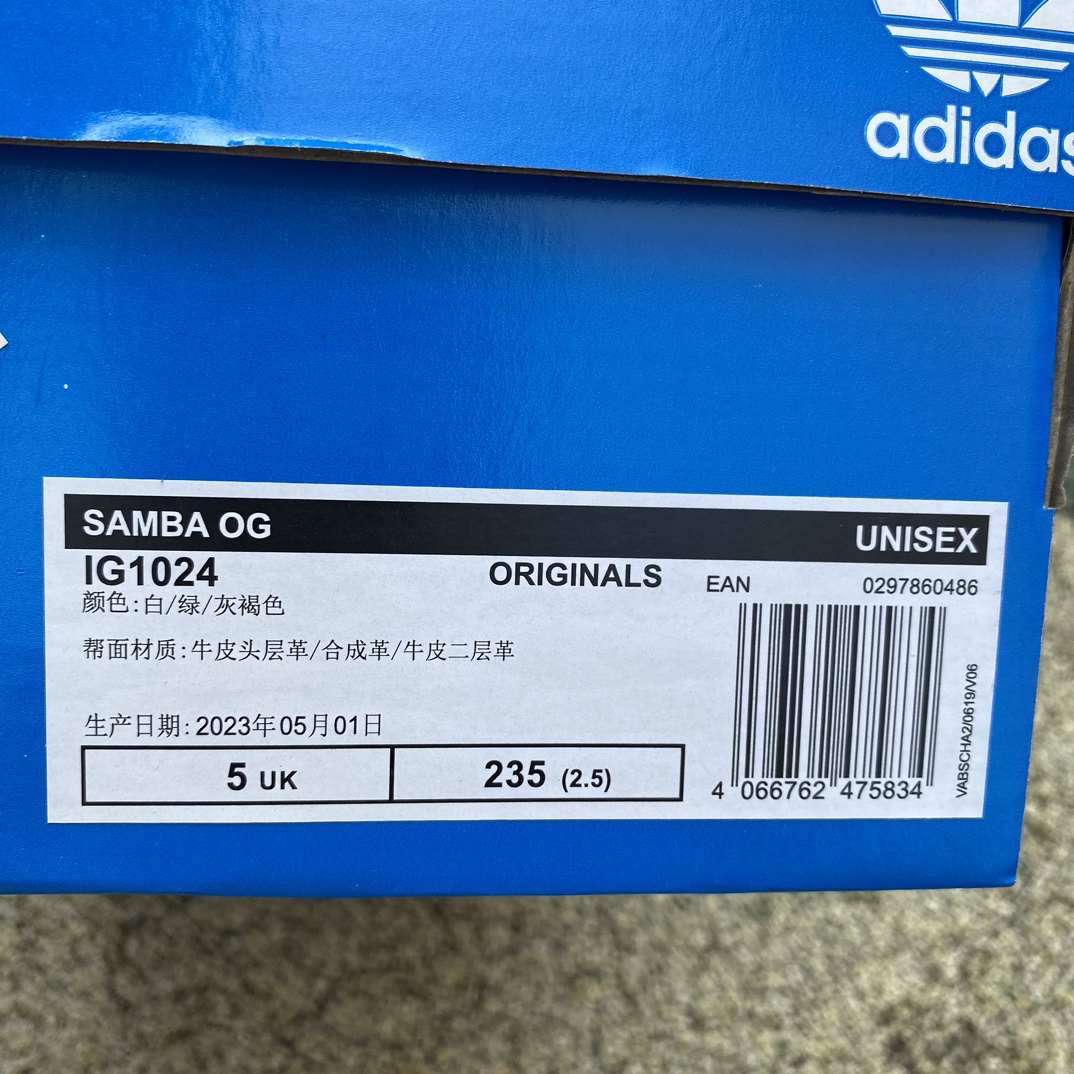 adidas
SAMBA OG
UNISEX
IG1024
ORIGINALS
EAN
0297860486
颜色:白/绿/灰褐色
帮面材质:牛皮头层革/合成革/牛皮二层革
生产日期: 2023年05月01日
5 UK
235 (2.5)
4 066762 475834
VABSCHA2/0619/V06